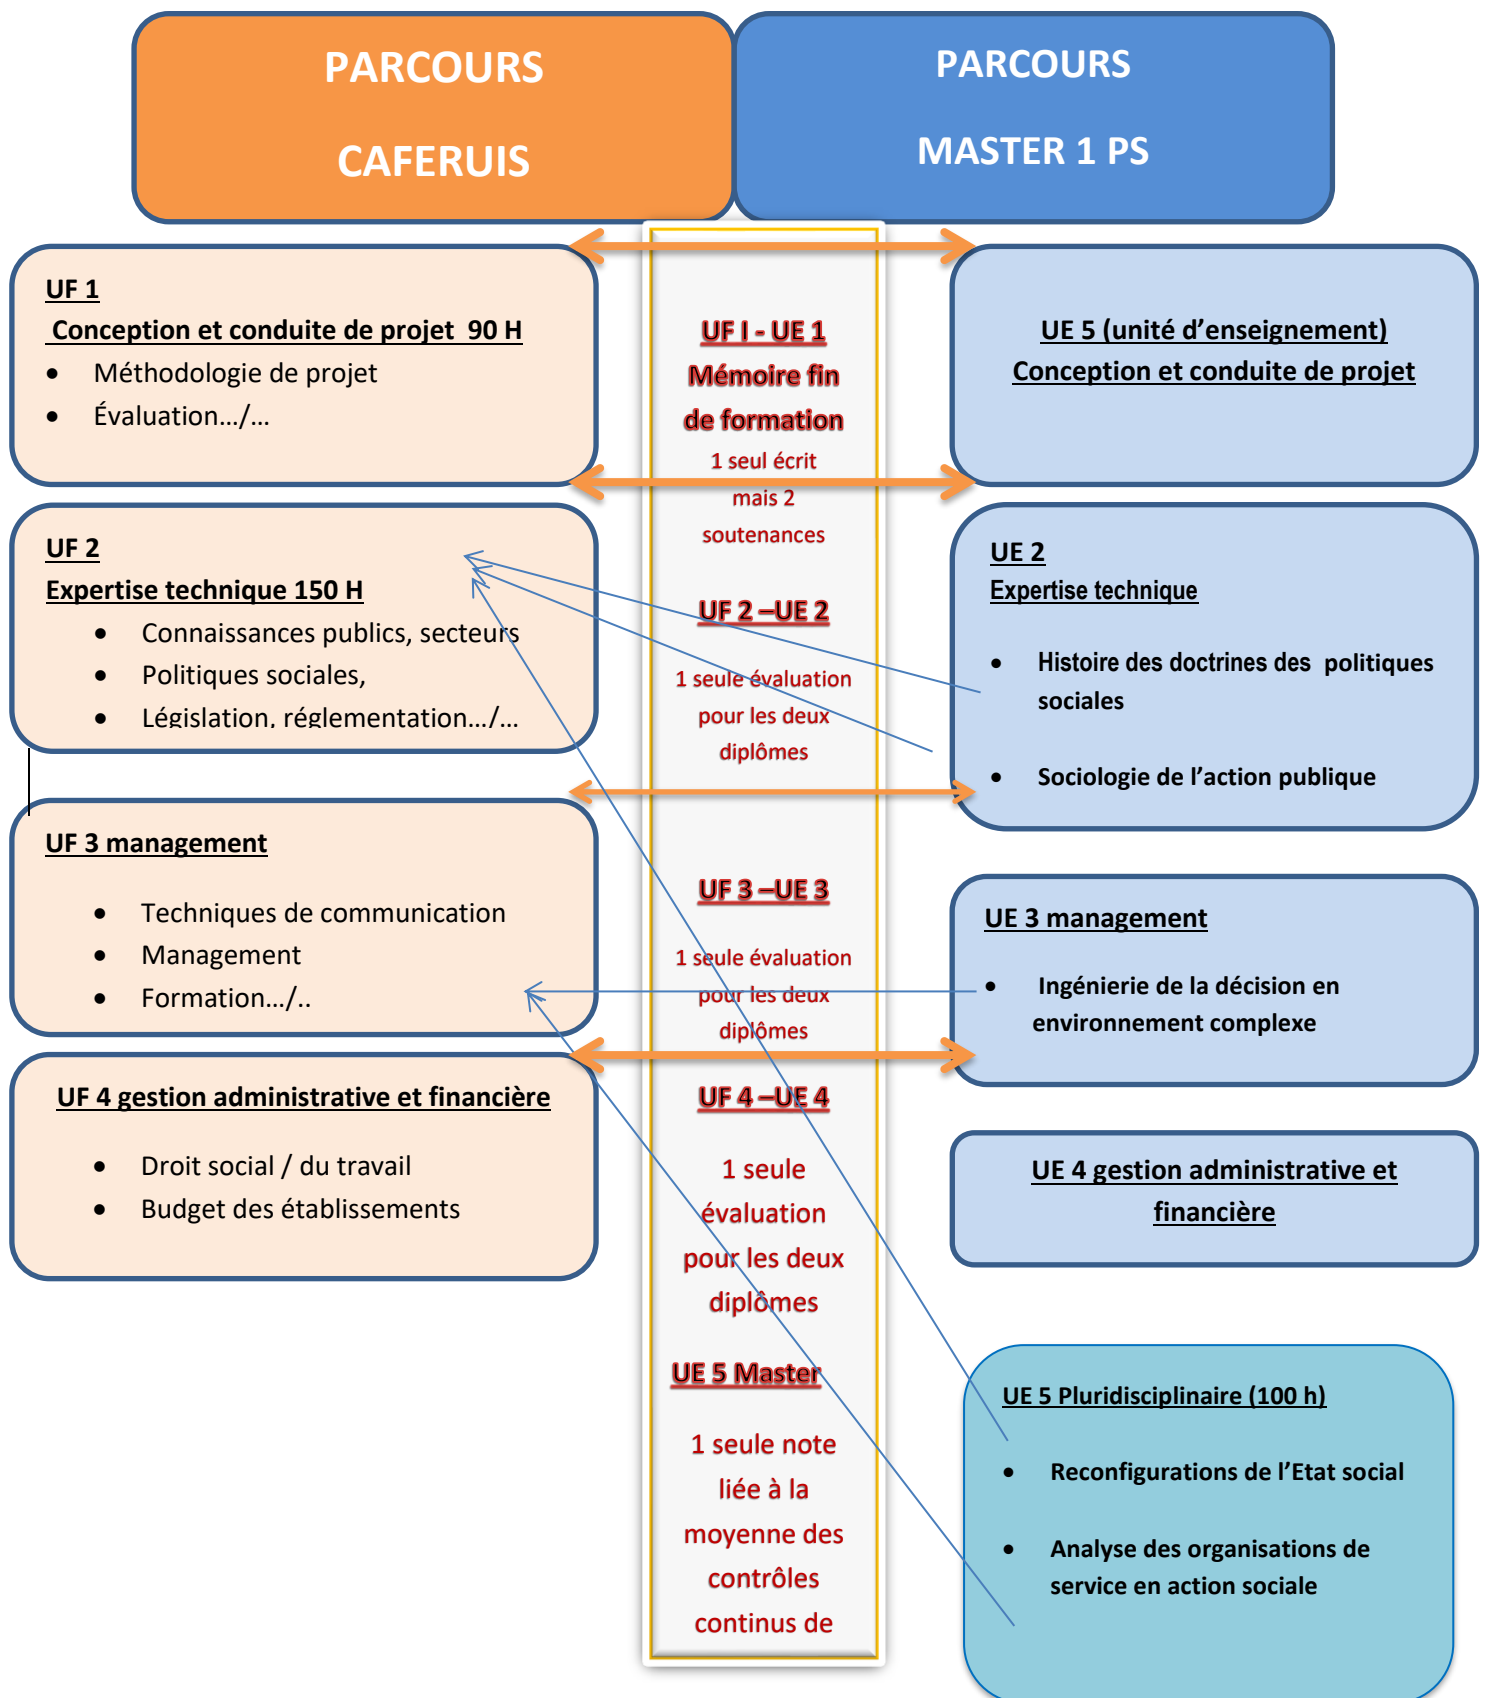 PARCOURS
CAFERUIS
PARCOURS
MASTER 1 PS
UF 1
Conception et conduite de projet 90 H
• Méthodologie de projet
• Évaluation…/…
UF 2
Expertise technique 150 H
• Connaissances publics, secteurs
• Politiques sociales,
• Législation, réglementation…/…
UF 3 management
• Techniques de communication
• Management
• Formation…/..
UF 4 gestion administrative et financière
• Droit social / du travail
• Budget des établissements
UF I - UE 1
Mémoire fin
de formation
1 seul écrit
mais 2
soutenances
UF 2 –UE 2
1 seule évaluation
pour les deux
diplômes
UF 3 –UE 3
1 seule évaluation
pour les deux
diplômes
UF 4 –UE 4
1 seule
évaluation
pour les deux
diplômes
UE 5 Master
1 seule note
liée à la
moyenne des
contrôles
continus de
UE 5 (unité d’enseignement)
Conception et conduite de projet
UE 2
Expertise technique
• Histoire des doctrines des politiques
sociales
• Sociologie de l’action publique
UE 3 management
• Ingénierie de la décision en
environnement complexe
UE 4 gestion administrative et
financière
UE 5 Pluridisciplinaire (100 h)
• Reconfigurations de l’Etat social
• Analyse des organisations de
service en action sociale